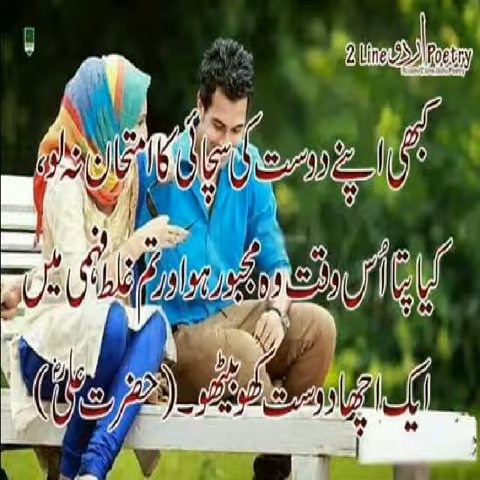 2 Line اردو Poetry
کبھی اپنے دوست کی سچائی کا امتحان نہ لو،
کیا پتا اُس وقت وہ مجبور ہو اور تم غلط فہمی میں
ایک اچھا دوست کھو بیٹھو۔ (حضرت علیؓ)